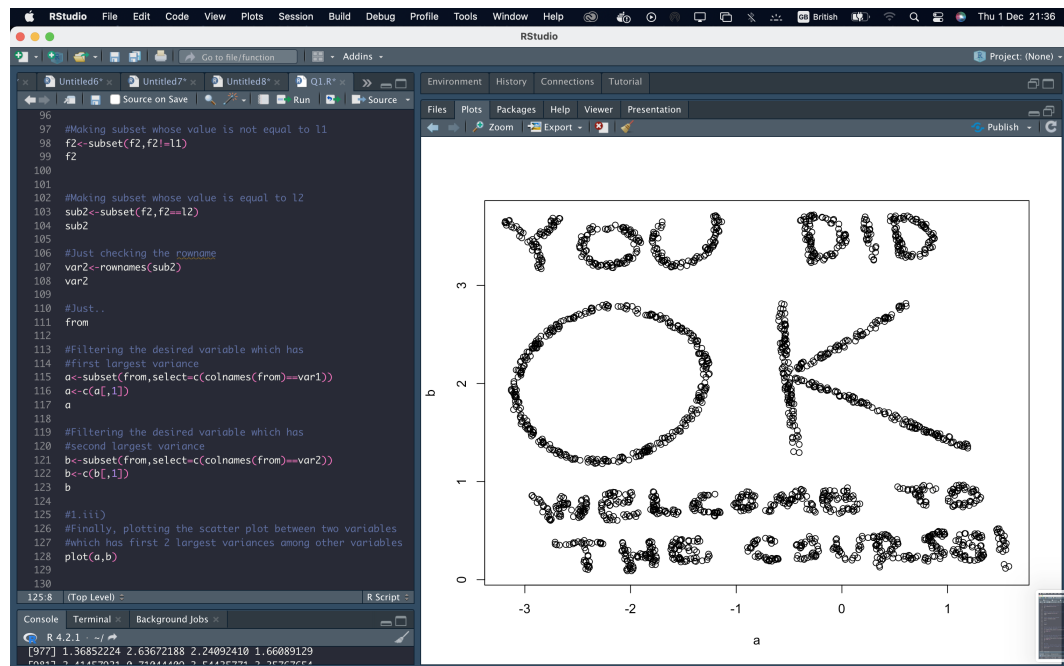 RStudio File Edit Code View Plots Session Build Debug Profile Tools Window Help GB British Thu 1 Dec 21:36
RStudio
Go to file/function Addins Project: (None)
Untitled6* Untitled7* Untitled8* Q1.R*
Source on Save Run Source
96
97 #Making subset whose value is not equal to l1
98 f2<-subset(f2,f2!=l1)
99 f2
100
101
102 #Making subset whose value is equal to l2
103 sub2<-subset(f2,f2==l2)
104 sub2
105
106 #Just checking the rowname
107 var2<-rownames(sub2)
108 var2
109
110 #Just..
111 from
112
113 #Filtering the desired variable which has
114 #first largest variance
115 a<-subset(from,select=c(colnames(from)==var1))
116 a<-c(a[,1])
117 a
118
119 #Filtering the desired variable which has
120 #second largest variance
121 b<-subset(from,select=c(colnames(from)==var2))
122 b<-c(b[,1])
123 b
124
125 #1.iii)
126 #Finally, plotting the scatter plot between two variables
127 #which has first 2 largest variances among other variables
128 plot(a,b)
129
130
125:8 (Top Level) R Script
Console Terminal Background Jobs
R 4.2.1 · ~/
[977] 1.36852224 2.63672188 2.24092410 1.66089129
Environment History Connections Tutorial
Files Plots Packages Help Viewer Presentation
Zoom Export Publish
YOU DID
OK
WELCOME TO
THE COMPSG!
b
3
2
1
0
-3 -2 -1 0 1
a